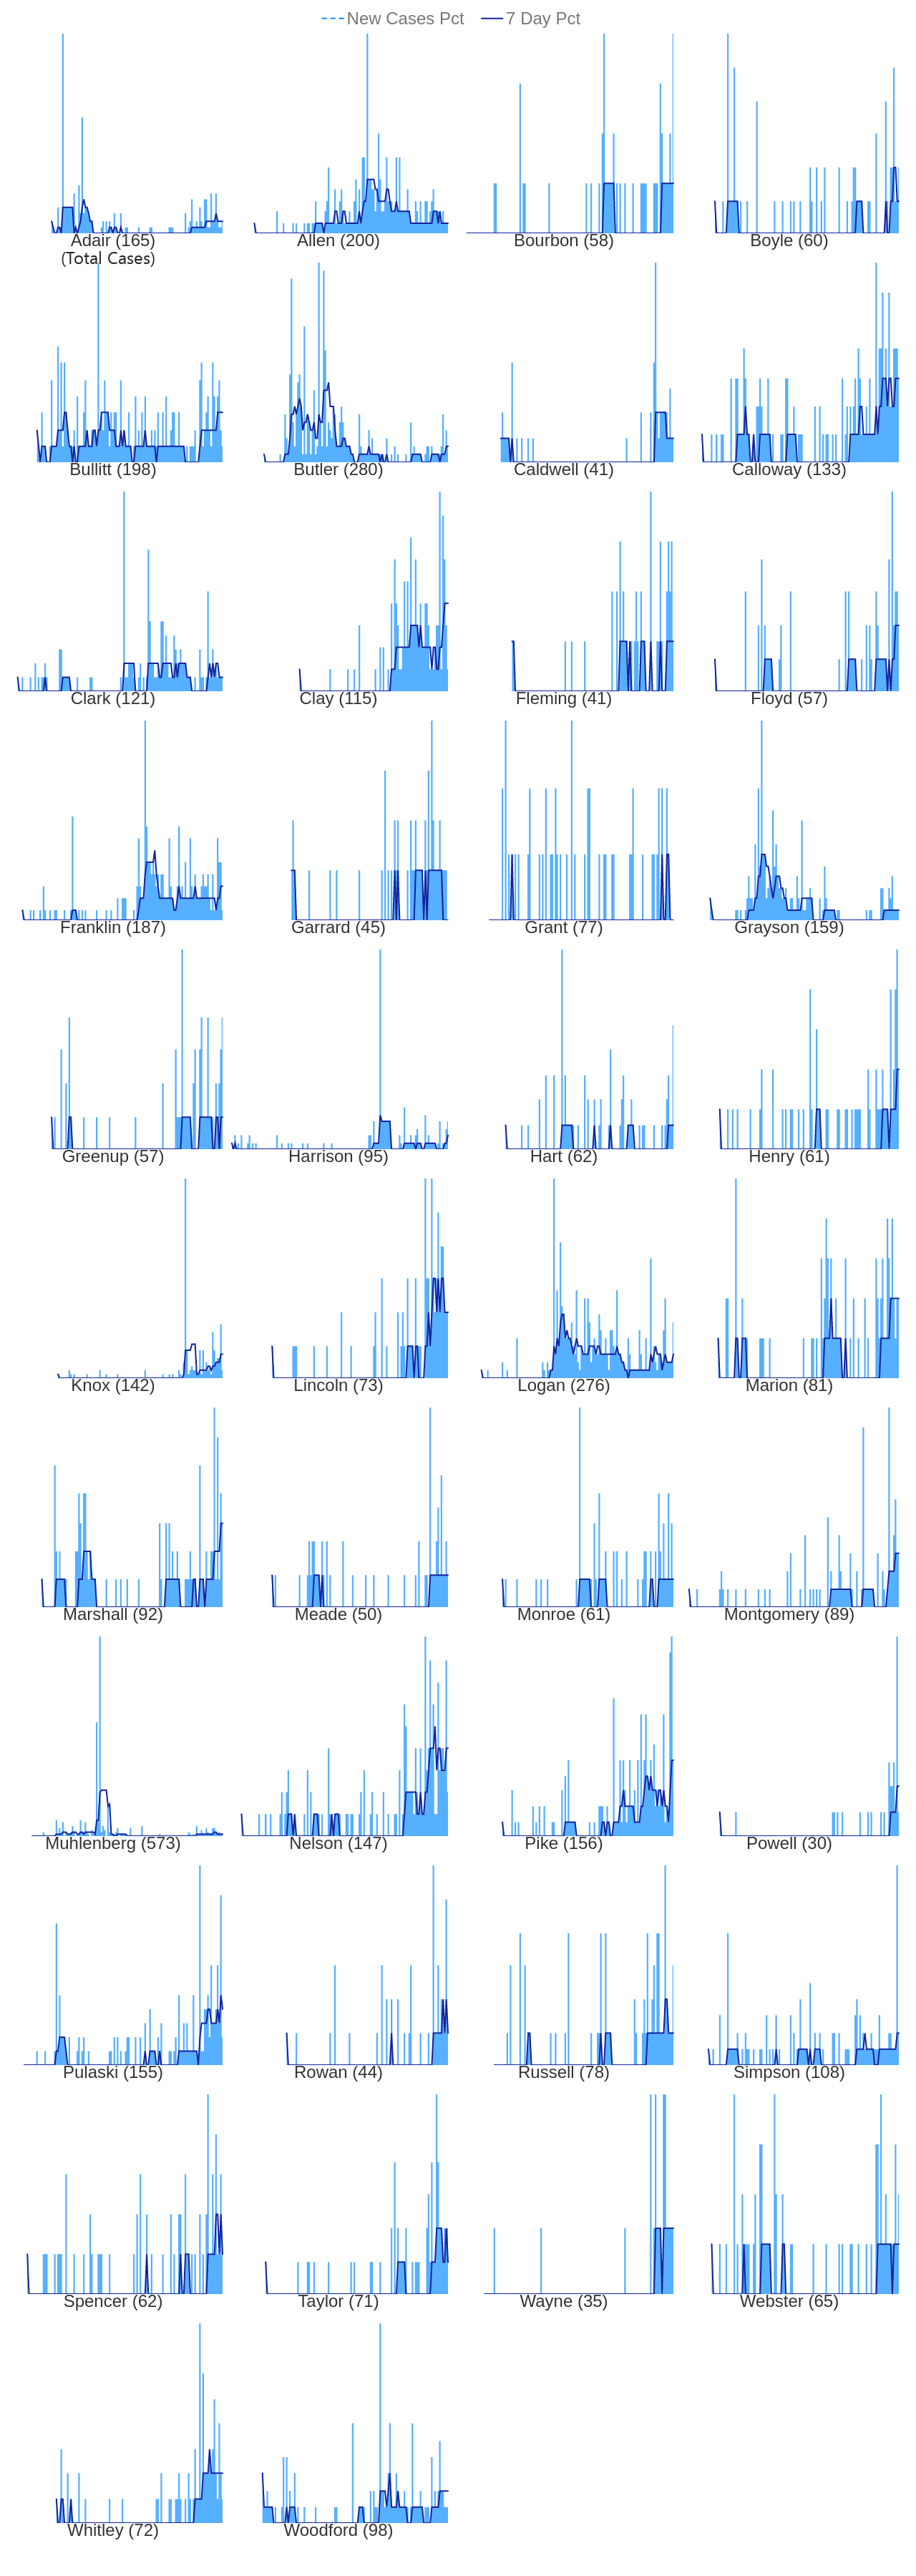 New Cases Pct 7 Day Pct
Adair (165) Allen (200) Bourbon (58) Boyle (60)
(Total Cases)
Bullitt (198) Butler (280) Caldwell (41) Calloway (133)
Clark (121) Clay (115) Fleming (41) Floyd (57)
Franklin (187) Garrard (45) Grant (77) Grayson (159)
Greenup (57) Harrison (95) Hart (62) Henry (61)
Knox (142) Lincoln (73) Logan (276) Marion (81)
Marshall (92) Meade (50) Monroe (61) Montgomery (89)
Muhlenberg (573) Nelson (147) Pike (156) Powell (30)
Pulaski (155) Rowan (44) Russell (78) Simpson (108)
Spencer (62) Taylor (71) Wayne (35) Webster (65)
Whitley (72) Woodford (98)